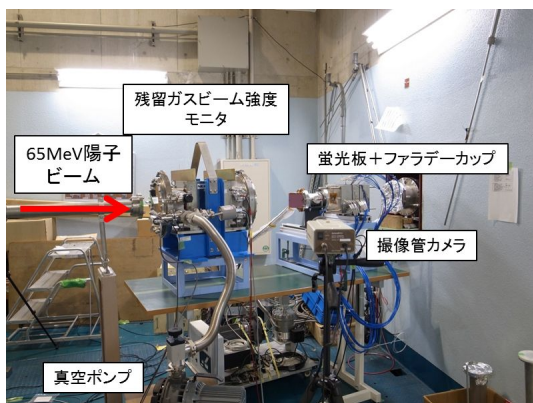 残留ガスビーム強度
モニタ
65MeV陽子
ビーム
蛍光板＋ファラデーカップ
撮像管カメラ
真空ポンプ